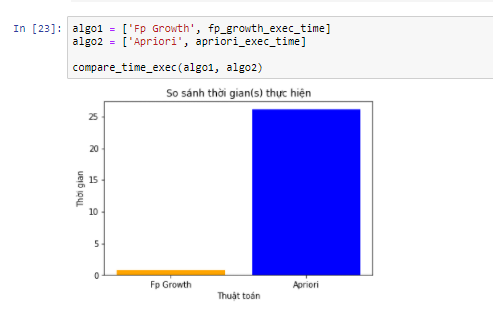 In [23]: algo1 = ['Fp Growth', fp_growth_exec_time]
algo2 = ['Apriori', apriori_exec_time]
compare_time_exec(algo1, algo2)
So sánh thời gian(s) thực hiện
25
20
15
10
5
0
Thời gian
Fp Growth
Apriori
Thuật toán